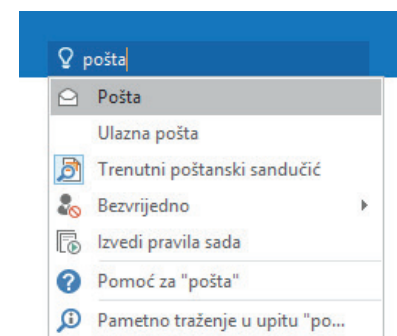 pošta
Pošta
Ulazna pošta
Trenutni poštanski sandučić
Bezvrijedno
Izvedi pravila sada
Pomoć za "pošta"
Pametno traženje u upitu "po...